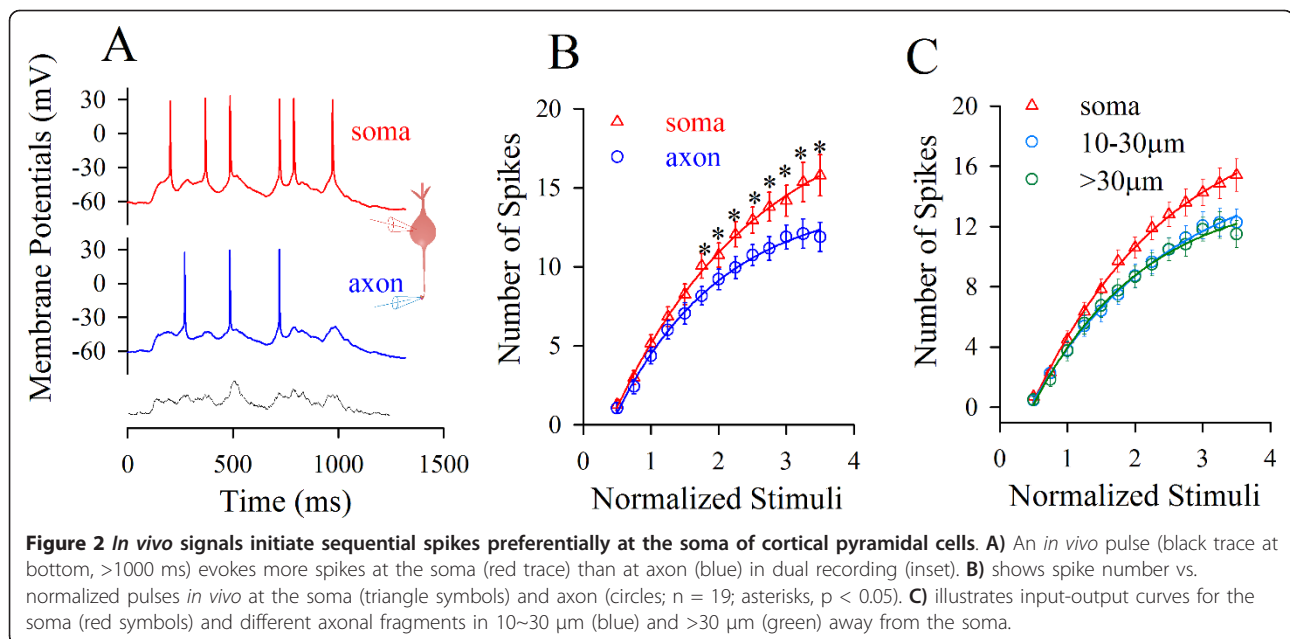 A
B
C
Membrane Potentials (mV)
30
0
-30
-60
soma
30
0
-30
-60
axon
0
500
1000
1500
Time (ms)
Number of Spikes
20
15
10
5
0
soma
axon
* * * * * * * *
0
1
2
3
4
Normalized Stimuli
Number of Spikes
20
16
12
8
4
0
soma
10-30μm
>30μm
0
1
2
3
4
Normalized Stimuli
Figure 2 In vivo signals initiate sequential spikes preferentially at the soma of cortical pyramidal cells. A) An in vivo pulse (black trace at
bottom, >1000 ms) evokes more spikes at the soma (red trace) than at axon (blue) in dual recording (inset). B) shows spike number vs.
normalized pulses in vivo at the soma (triangle symbols) and axon (circles; n = 19; asterisks, p < 0.05). C) illustrates input-output curves for the
soma (red symbols) and different axonal fragments in 10~30 μm (blue) and >30 μm (green) away from the soma.